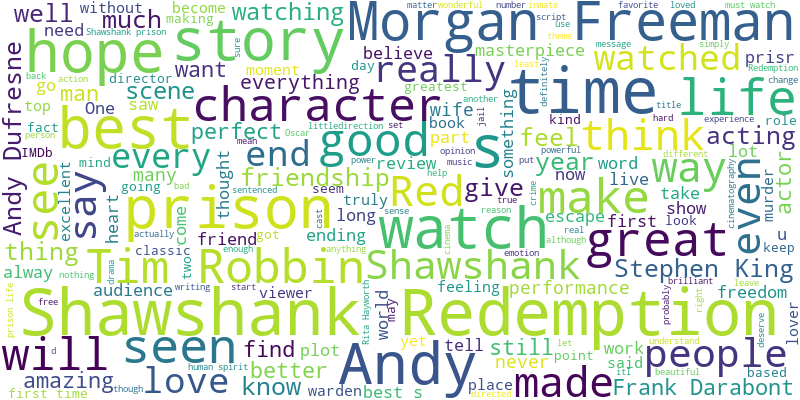 well
without
become
much
watching
Morgan Freeman
matter
wonderful
number
inmate
favorite
loved
must watch
making
Shawshank prison
need
script
use
theme
message
simply
Redemption
change
hope
story
believe
masterpiece
watched
prisr
back
action
director
want
moment
really
least
definitely
day
greatest
go
man
scene
everything
another
time
life
top
saw
sure
Andy Dufresne
person
fact
One
character
wife
something
kind
title
hard
experience
role
IMDb
best
perfect
book
jail
think
acting
mean
Oscar
littledirection
set
good
part
s
feel
see
mind
every
end
power
opinion
music
powerful
different
excellent
many
thought
review
year
word
lot
way
actor
cinematography
murder
going
bad
friendship
help
put
now
live
take
even
say
heart
sentenced
seem
Red
give
make
prison
truly
crime
true
come
cast
long
sense
reason
escape
first
show
look
watch
great
u
thing
classic
friend
ending
real
although
keep
actually
two
got
alway
Tim Robbin
enough
anything
cinema
Shawshank
emotion
Stephen King
nothing
drama
audience
writing
start
viewer
feeling
performance
brilliant
freedom
leave
prison life
free
Shawshank Redemption
Rita Hayworth
world
may
probably
right
deserve
lover
will
seen
find
plot
yet
tell
still
work
people
understand
d
human spirit
Andy
never
let
point
said
beautiful
based
amazing
love
know
better
warden
place
itl
made
Frank Darabont
first time
though
best s
directed